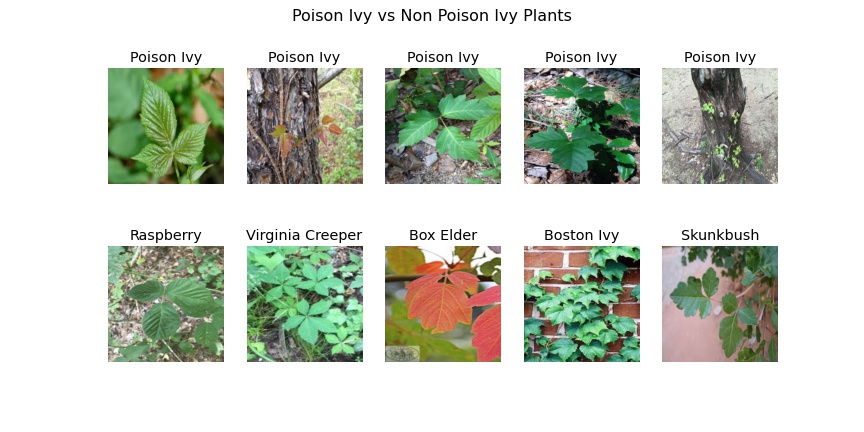 Poison Ivy vs Non Poison Ivy Plants
Poison Ivy
Poison Ivy
Poison Ivy
Poison Ivy
Poison Ivy
Raspberry
Virginia Creeper
Box Elder
Boston Ivy
Skunkbush